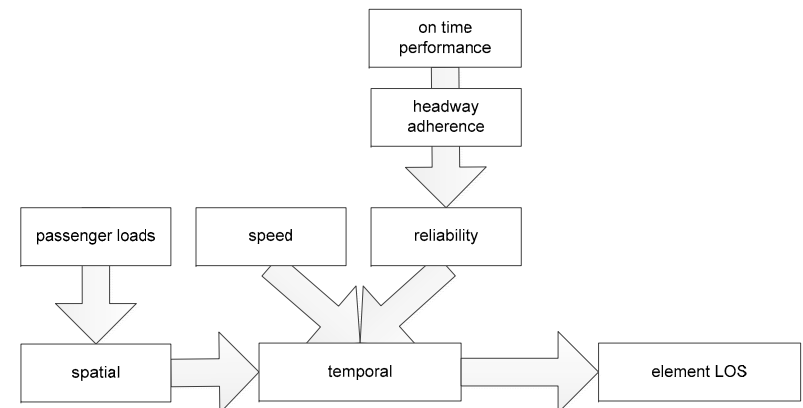 on time
performance
headway
adherence
passenger loads
speed
reliability
spatial
temporal
element LOS